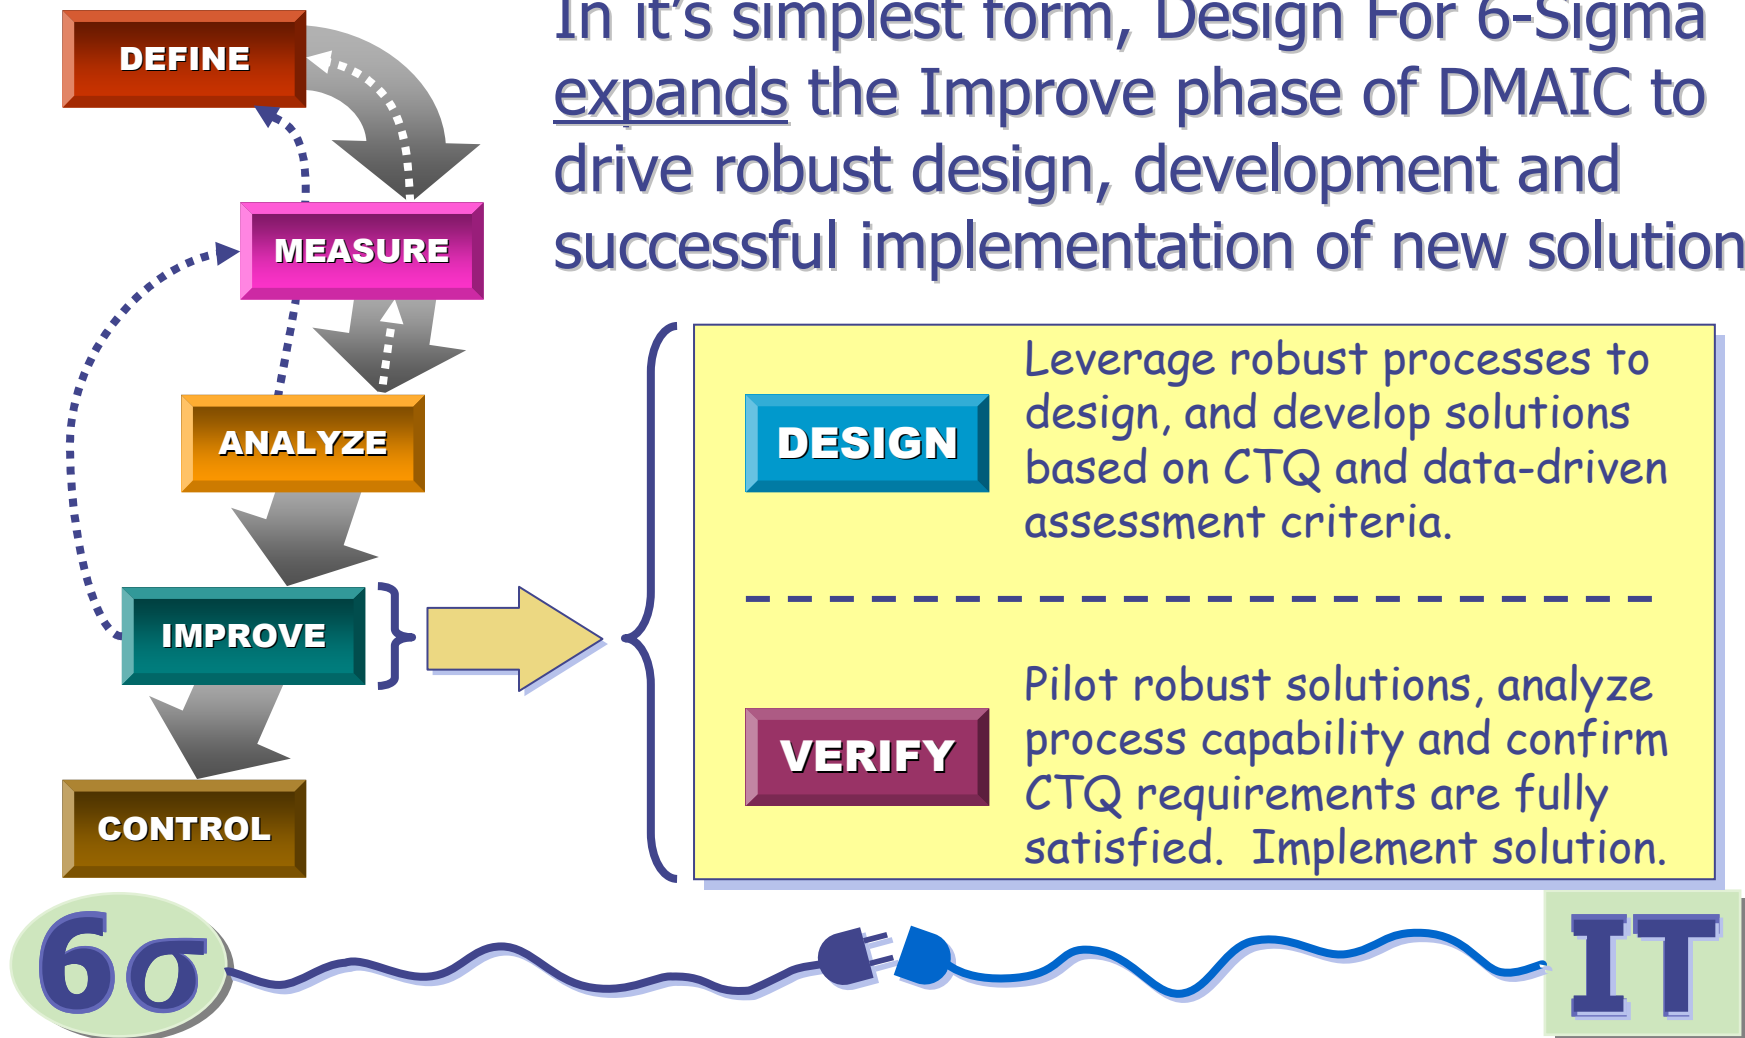 In it's simplest form, Design For 6-Sigma
expands the Improve phase of DMAIC to
drive robust design, development and
successful implementation of new solution
DEFINE
MEASURE
ANALYZE
IMPROVE
CONTROL
DESIGN
Leverage robust processes to
design, and develop solutions
based on CTQ and data-driven
assessment criteria.
VERIFY
Pilot robust solutions, analyze
process capability and confirm
CTQ requirements are fully
satisfied.  Implement solution.
6σ
IT